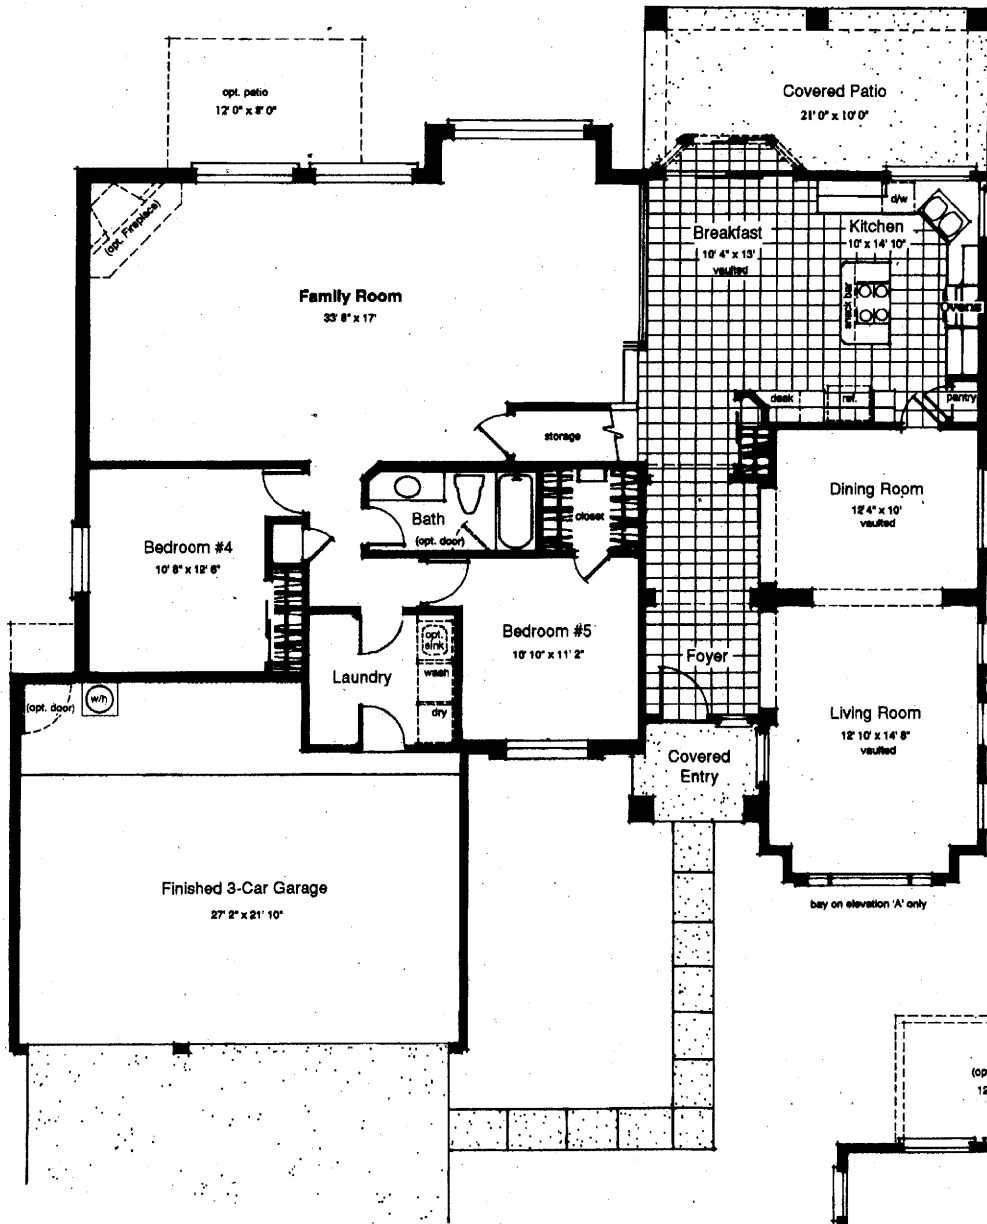 opt. patio
12' 0" x 8' 0"
Covered Patio
21' 0" x 10' 0"
(opt. Fireplace)
Family Room
33' 8" x 17'
Breakfast
10' 4" x 13'
vaulted
d/w
Kitchen
10" x 14' 10"
snack bar
Ovens
desk
ref.
pantry
storage
Dining Room
12' 4" x 10'
vaulted
Bath
(opt. door)
closet
Bedroom #4
10' 8" x 12' 6"
Bedroom #5
10' 10" x 11' 2"
opt.
sink
wash
dry
Laundry
Foyer
Living Room
12' 10' x 14' 8"
vaulted
(opt. door)
w/h
Covered
Entry
Finished 3-Car Garage
27' 2" x 21' 10"
bay on elevation 'A' only
(op
12